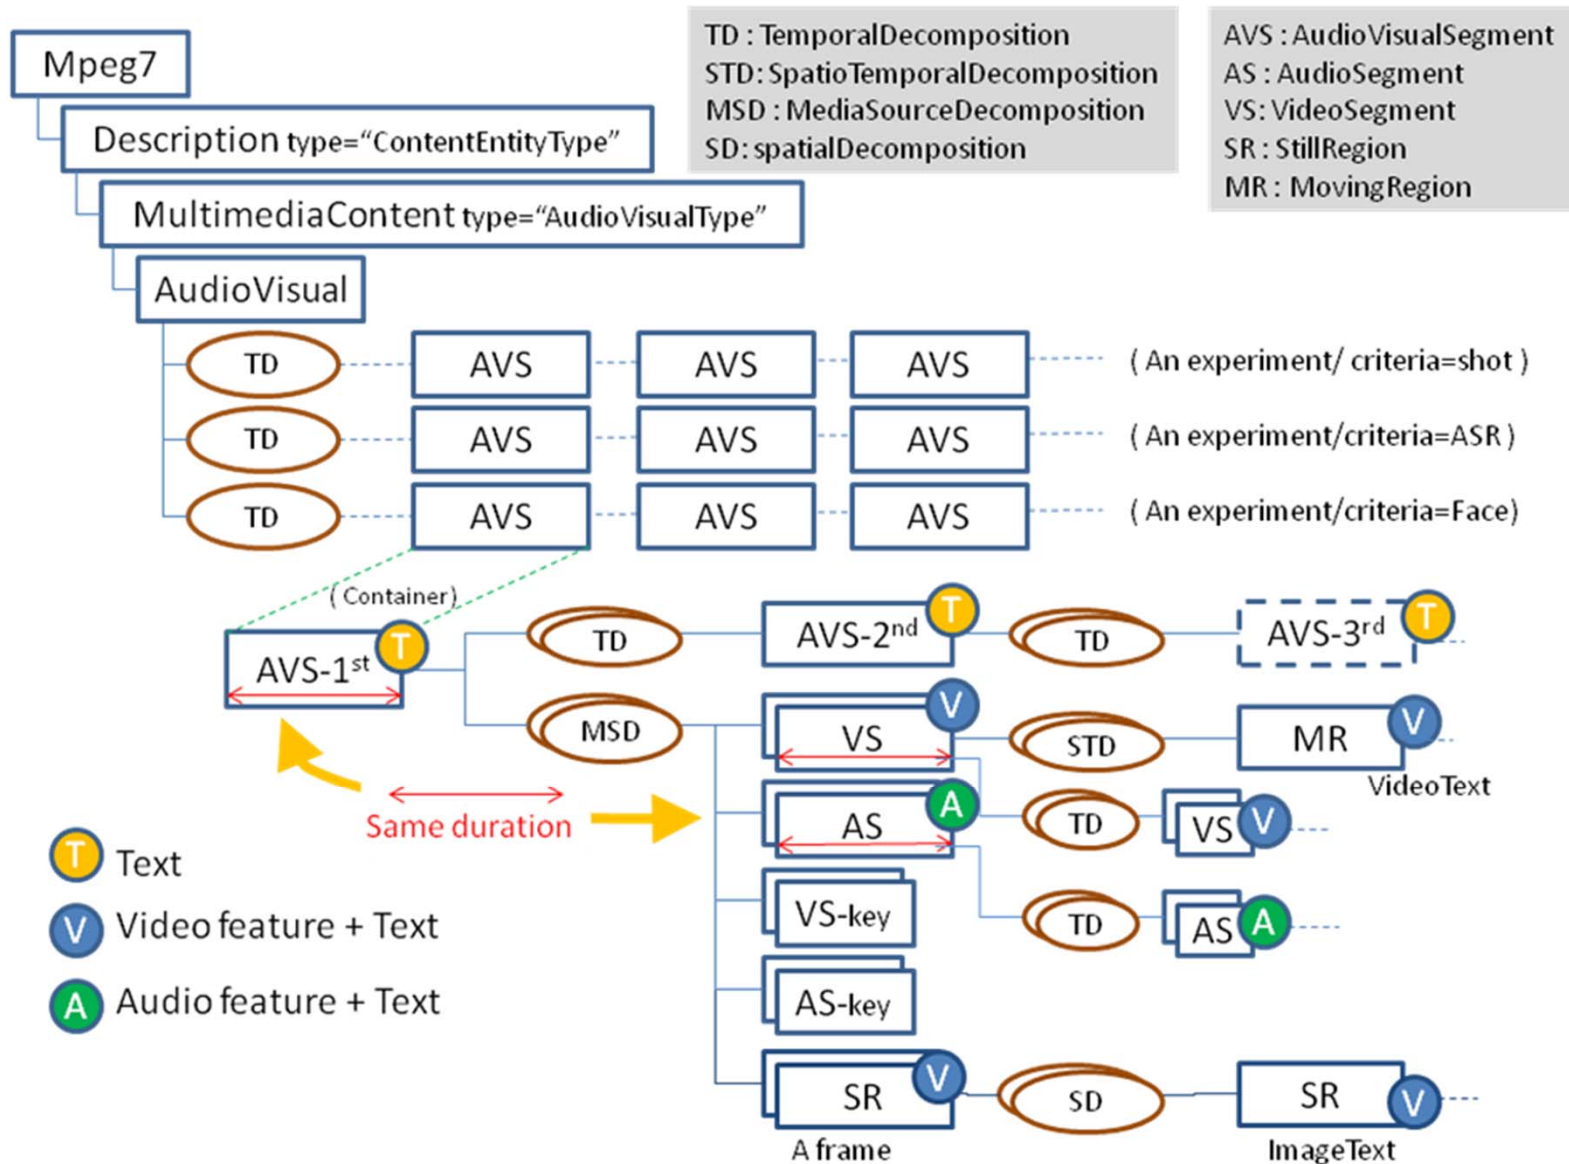 Mpeg7
TD : TemporalDecomposition
STD: SpatioTemporalDecomposition
MSD : MediaSourceDecomposition
SD: spatialDecomposition
AVS : AudioVisualSegment
AS : AudioSegment
VS: VideoSegment
SR : StillRegion
MR : MovingRegion
Description type=“ContentEntityType”
MultimediaContent type=“AudioVisualType”
AudioVisual
TD AVS AVS AVS ( An experiment/ criteria=shot )
TD AVS AVS AVS ( An experiment/criteria=ASR )
TD AVS AVS AVS ( An experiment/criteria=Face)
( Container)
AVS-1st T TD AVS-2nd T TD AVS-3rd T
MSD VS V STD MR V
VideoText
Same duration
AS A TD VS V
T Text
VS-key TD AS A
V Video feature + Text
A Audio feature + Text
AS-key
SR V SD SR V
A frame
ImageText